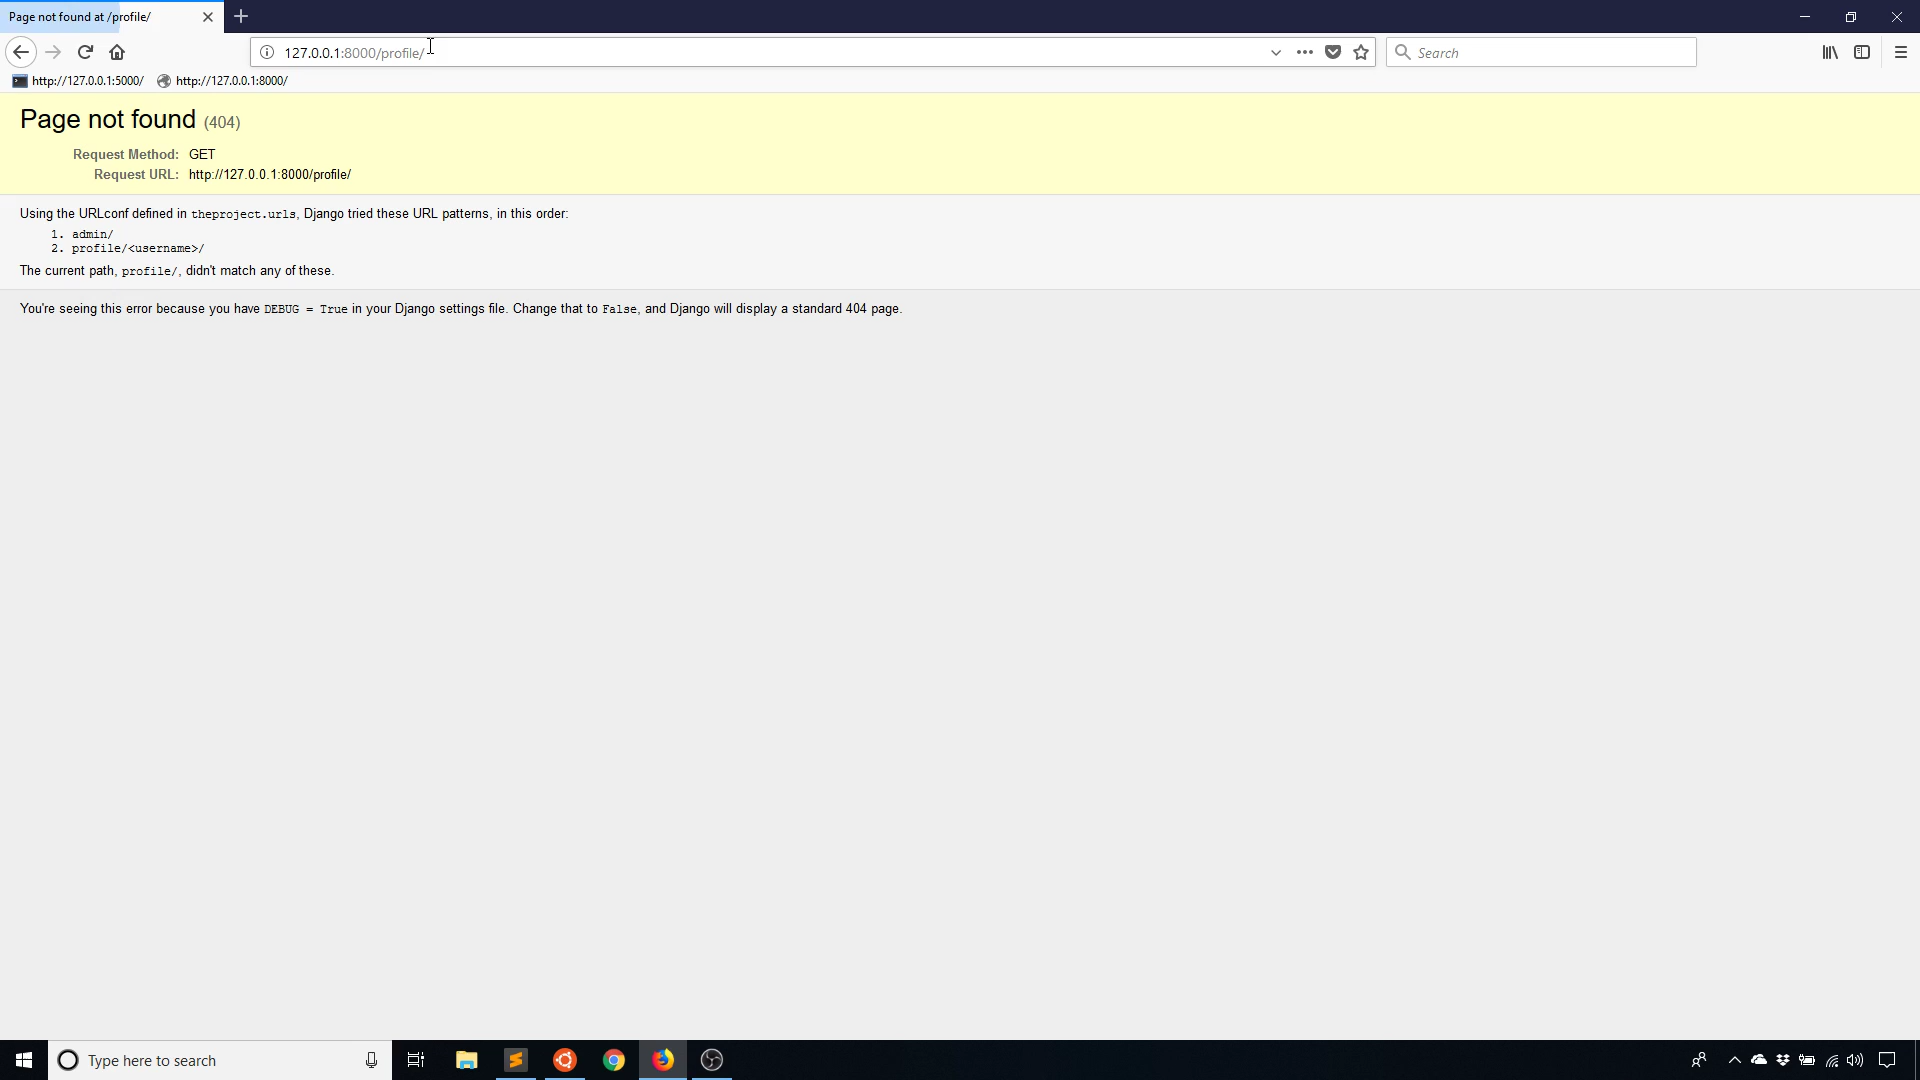 Page not found at /profile/
127.0.0.1:8000/profile/
Search
http://127.0.0.1:5000/
http://127.0.0.1:8000/
Page not found (404)
Request Method: GET
Request URL: http://127.0.0.1:8000/profile/
Using the URLconf defined in theproject.urls, Django tried these URL patterns, in this order:
1. admin/
2. profile/<username>/
The current path, profile/, didn't match any of these.
You're seeing this error because you have DEBUG = True in your Django settings file. Change that to False, and Django will display a standard 404 page.
Type here to search